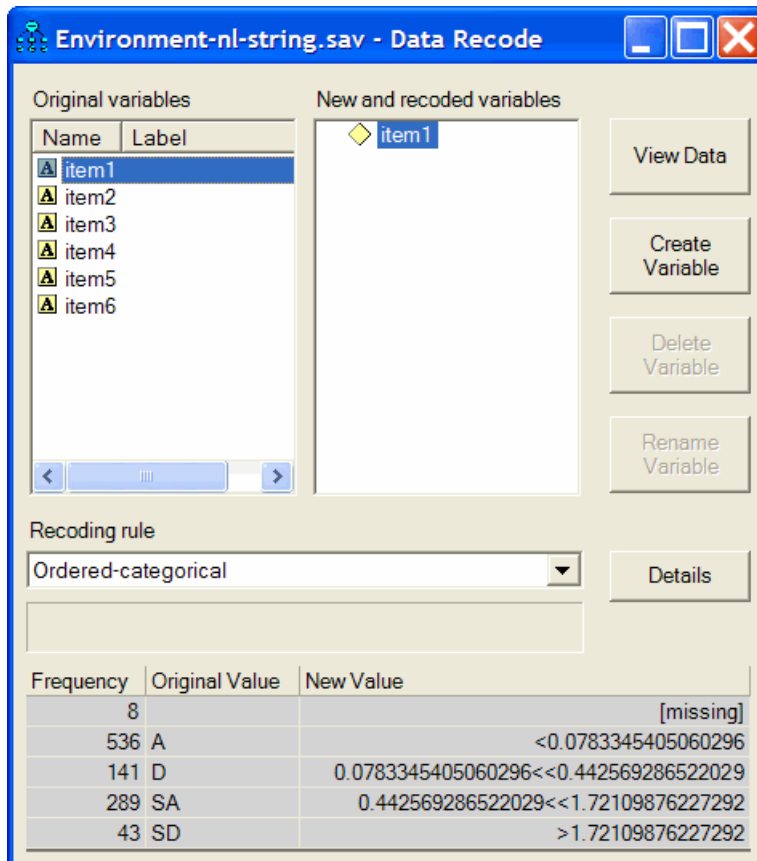 Environment-nl-string.sav - Data Recode
Original variables
New and recoded variables
Name Label
item1
item2
item3
item4
item5
item6
item1
View Data
Create Variable
Delete Variable
Rename Variable
Recoding rule
Ordered-categorical
Details
Frequency Original Value New Value
8 [missing]
536 A <0.0783345405060296
141 D 0.0783345405060296<<0.442569286522029
289 SA 0.442569286522029<<1.72109876227292
43 SD >1.72109876227292